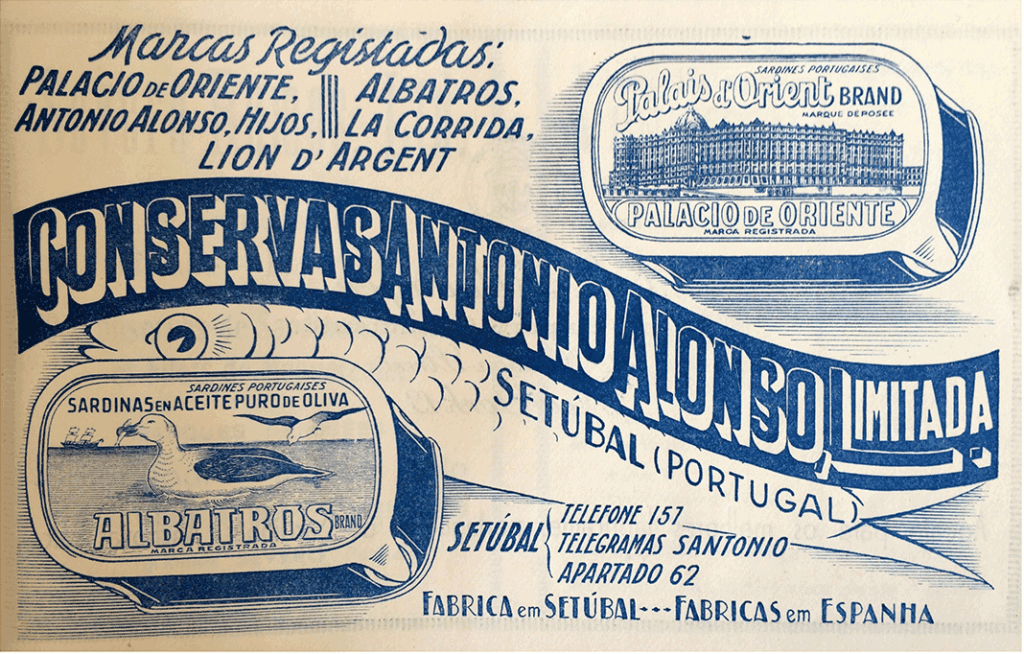 Marcas Registadas:
PALACIO DE ORIENTE, ALBATROS,
ANTONIO ALONSO, HIJOS, LA CORRIDA,
LION D'ARGENT
SARDINES PORTUGAISES
Palais d'Orient BRAND
MARQUE DEPOSÉE
PALACIO DE ORIENTE
MARCA REGISTRADA
CONSERVAS ANTONIO ALONSO, LIMITADA.
SETÚBAL (PORTUGAL)
SARDINES PORTUGAISES
SARDINAS EN ACEITE PURO DE OLIVA
ALBATROS BRAND
MARCA REGISTRADA
SETÚBAL
TELEFONE 157
TELEGRAMAS SANTONIO
APARTADO 62
FABRICA em SETÚBAL --- FABRICAS em ESPANHA